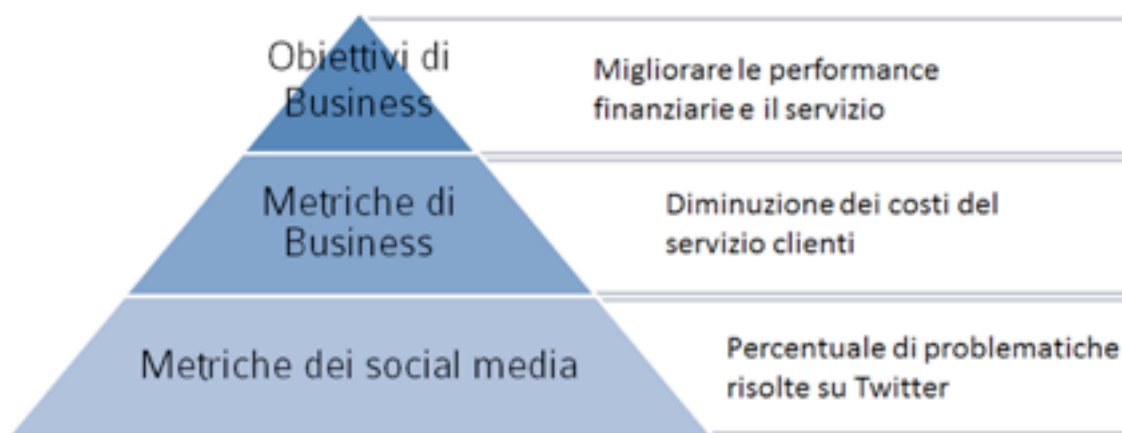 Obiettivi di
Business
Migliorare le performance
finanziarie e il servizio
Metriche di
Business
Diminuzione dei costi del
servizio clienti
Metriche dei social media
Percentuale di problematiche
risolte su Twitter